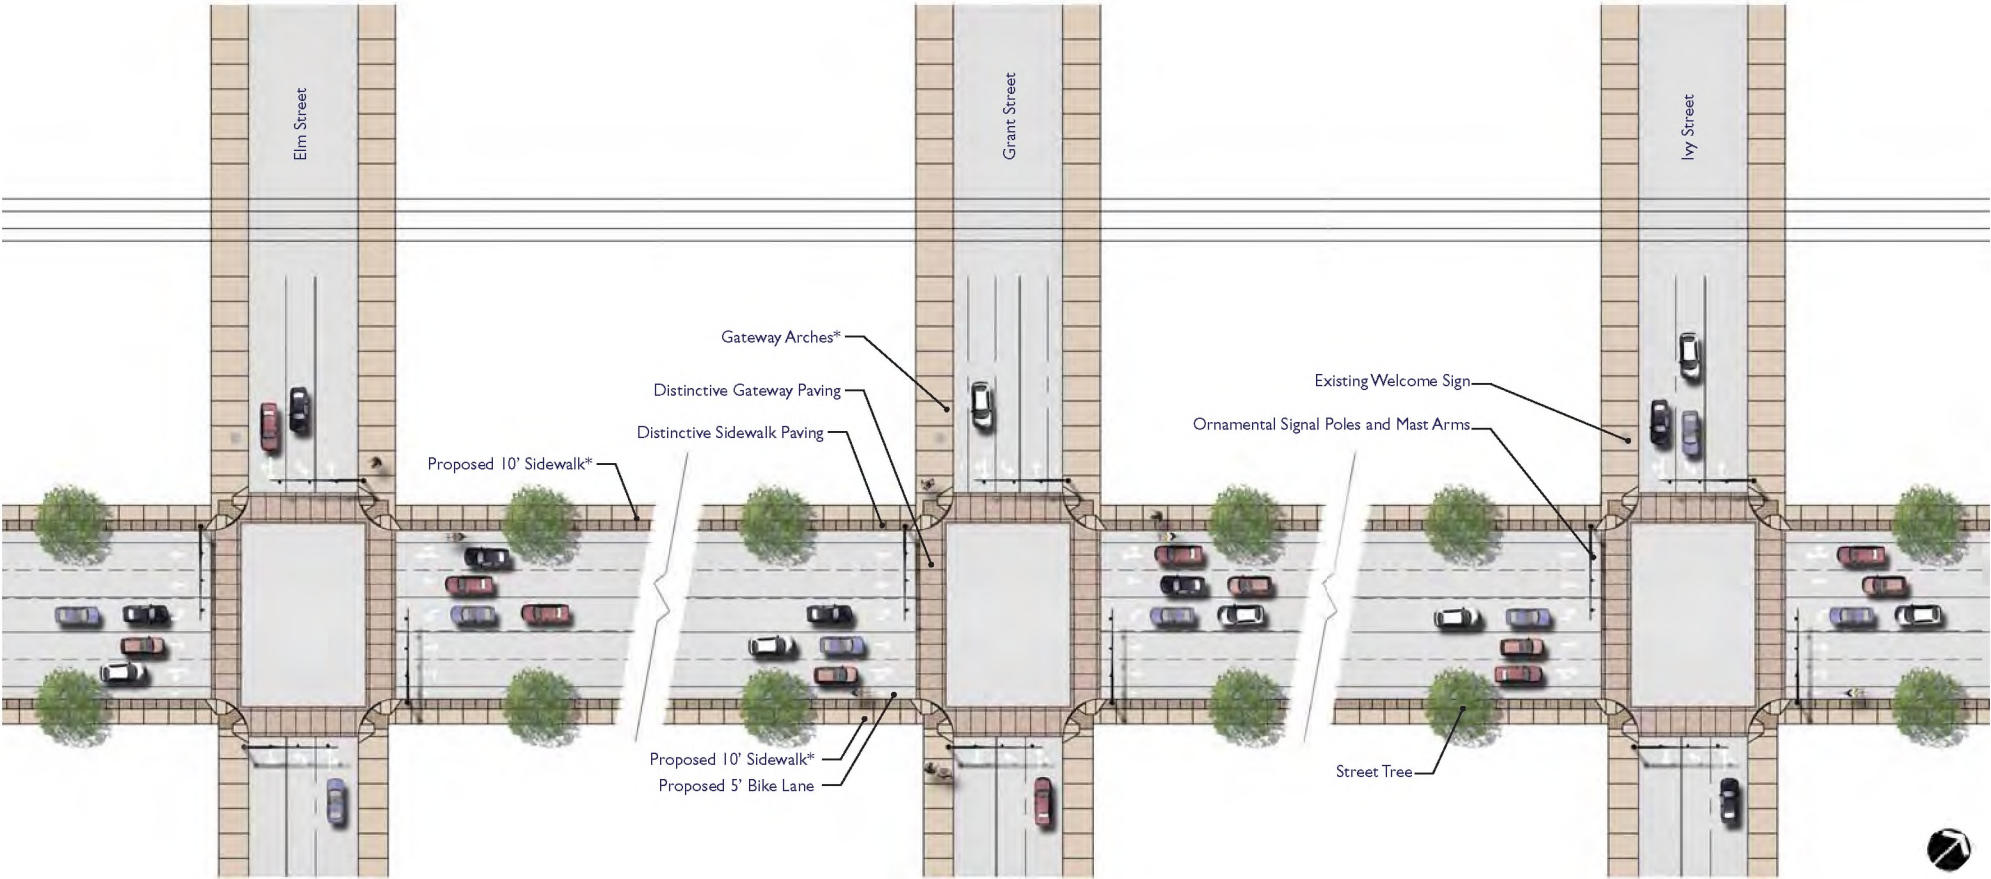 Elm Street
Grant Street
Ivy Street
Gateway Arches*
Distinctive Gateway Paving
Distinctive Sidewalk Paving
Proposed 10' Sidewalk*
Existing Welcome Sign
Ornamental Signal Poles and Mast Arms
Proposed 10' Sidewalk*
Proposed 5' Bike Lane
Street Tree